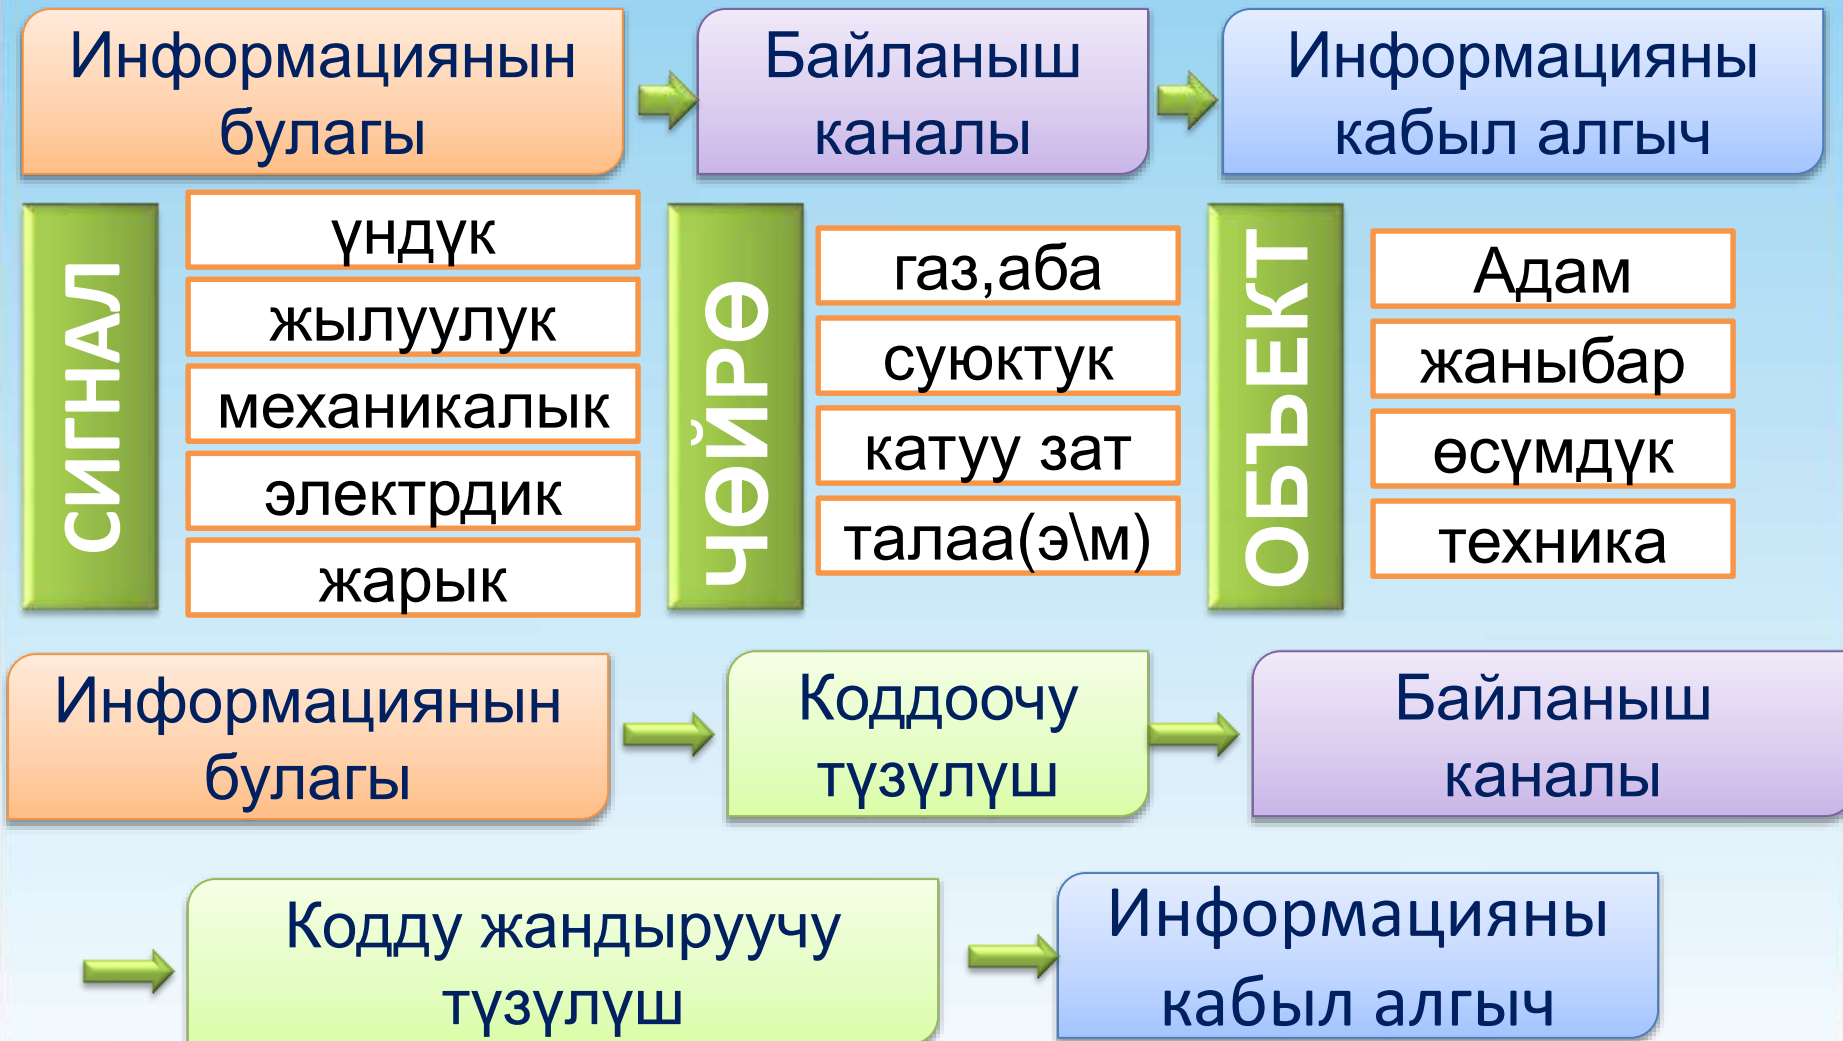 Информациянын
булагы
Байланыш
каналы
Информацияны
кабыл алгыч
СИГНАЛ
үндүк
жылуулук
механикалык
электрдик
жарык
ЧӨЙРӨ
газ,аба
суюктук
катуу зат
талаа(э\м)
ОБЪЕКТ
Адам
жаныбар
өсүмдүк
техника
Информациянын
булагы
Коддоочу
түзүлүш
Байланыш
каналы
Кодду жандыруучу
түзүлүш
Информацияны
кабыл алгыч